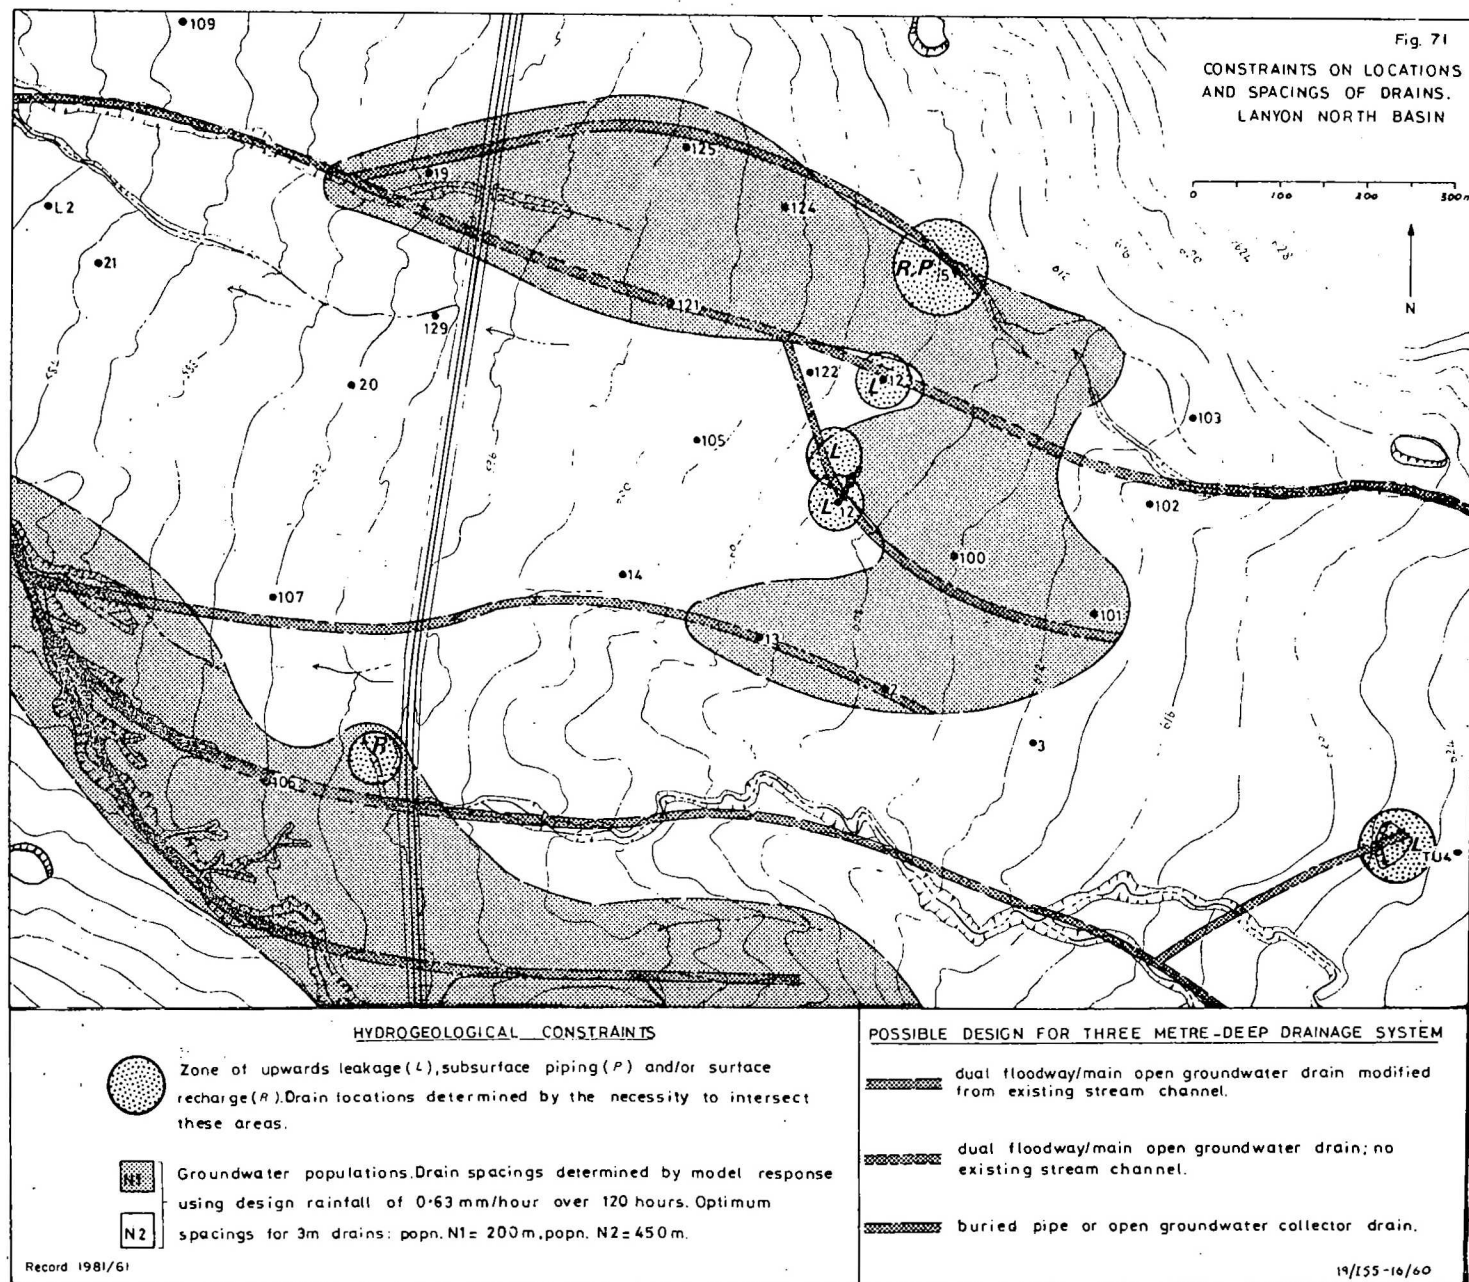 Fig. 71
CONSTRAINTS ON LOCATIONS
AND SPACINGS OF DRAINS.
LANYON NORTH BASIN
0 100 200 300m
N
109
L2
21
19
125
124
R,P
15
121
129
20
122
L
105
103
102
L
L
12
100
101
14
107
13
2
3
R
106
L
TU4
616
620
624
628
616
HYDROGEOLOGICAL CONSTRAINTS
Zone of upwards leakage (L), subsurface piping (P) and/or surface
recharge (R). Drain locations determined by the necessity to intersect
these areas.
N1
Groundwater populations. Drain spacings determined by model response
using design rainfall of 0·63 mm/hour over 120 hours. Optimum
N2
spacings for 3m drains: popn. N1= 200m, popn. N2= 450m.
Record 1981/61
POSSIBLE DESIGN FOR THREE METRE-DEEP DRAINAGE SYSTEM
dual floodway/main open groundwater drain modified
from existing stream channel.
dual floodway/main open groundwater drain; no
existing stream channel.
buried pipe or open groundwater collector drain.
19/I55-16/60